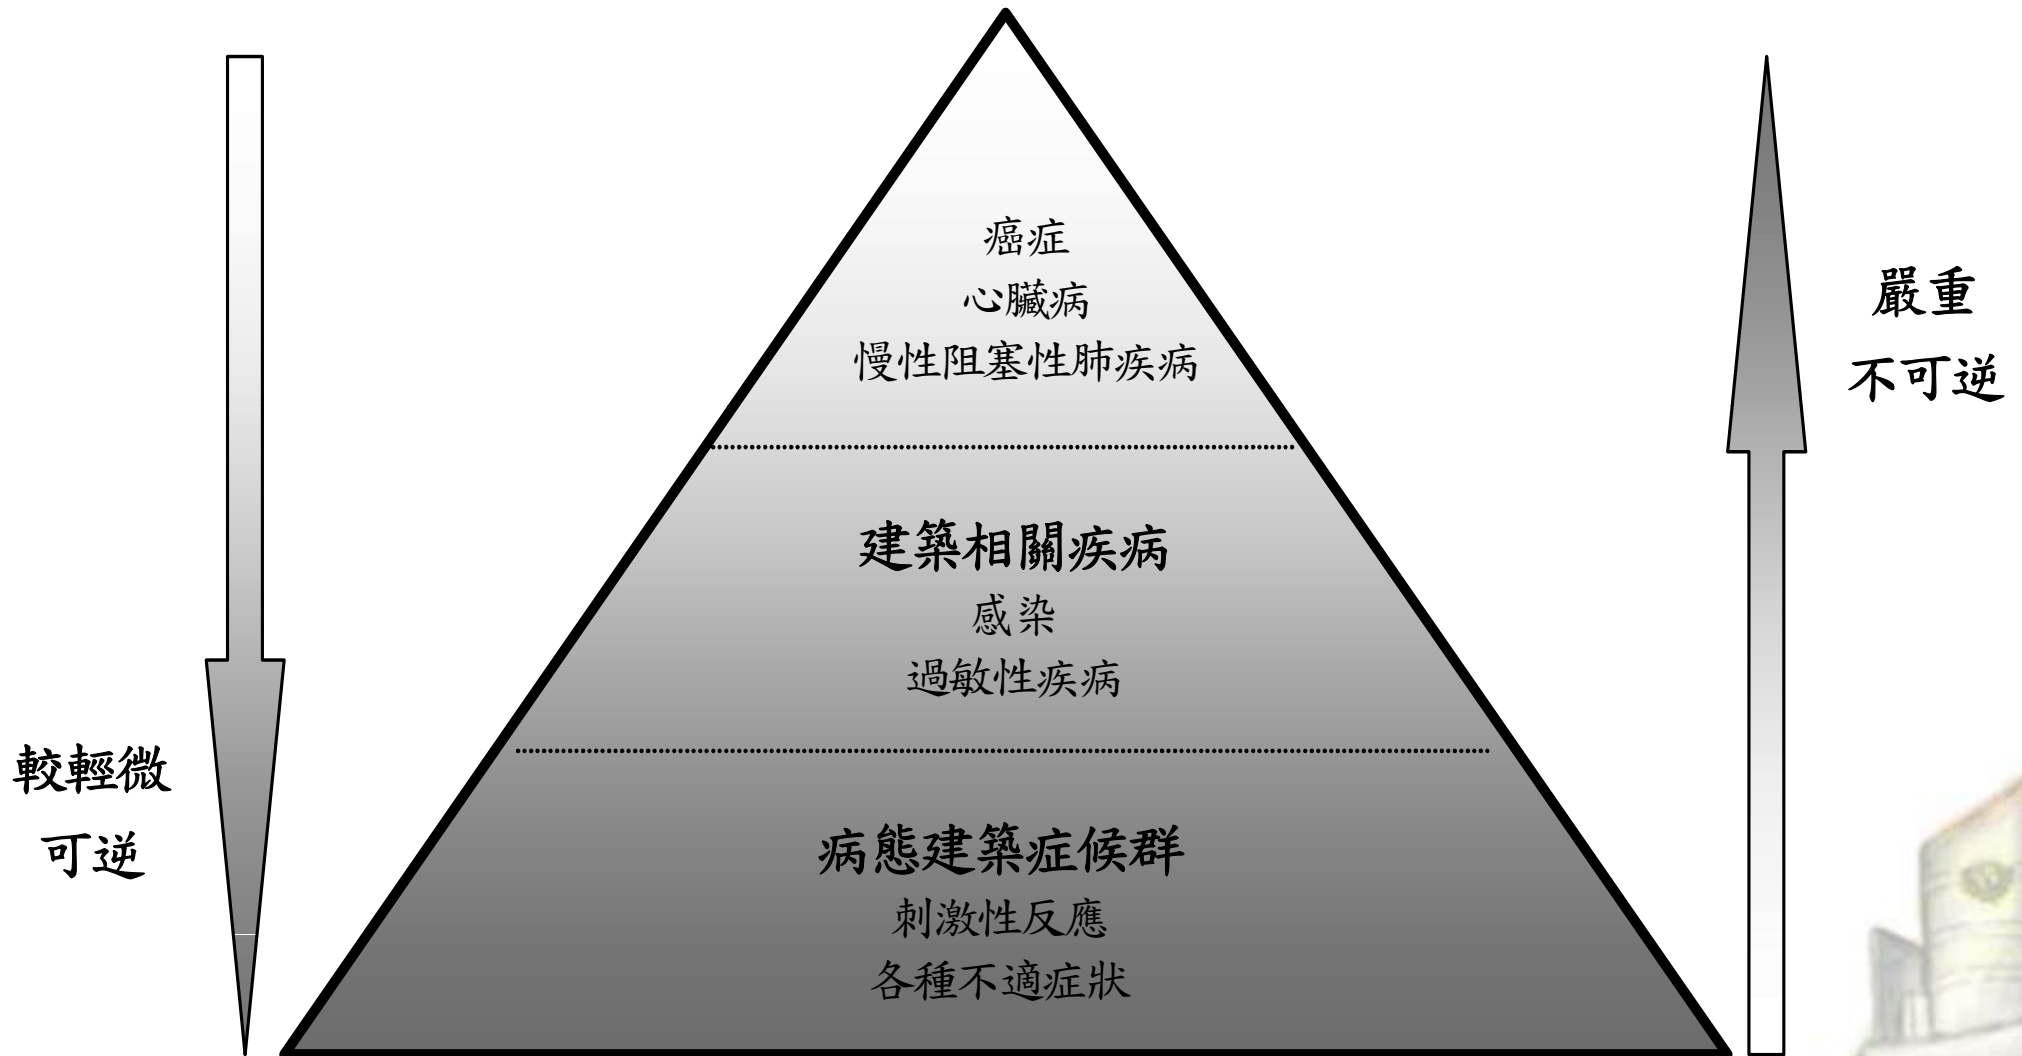 癌症
心臟病
慢性阻塞性肺疾病
嚴重
不可逆
建築相關疾病
感染
過敏性疾病
較輕微
可逆
病態建築症候群
刺激性反應
各種不適症狀